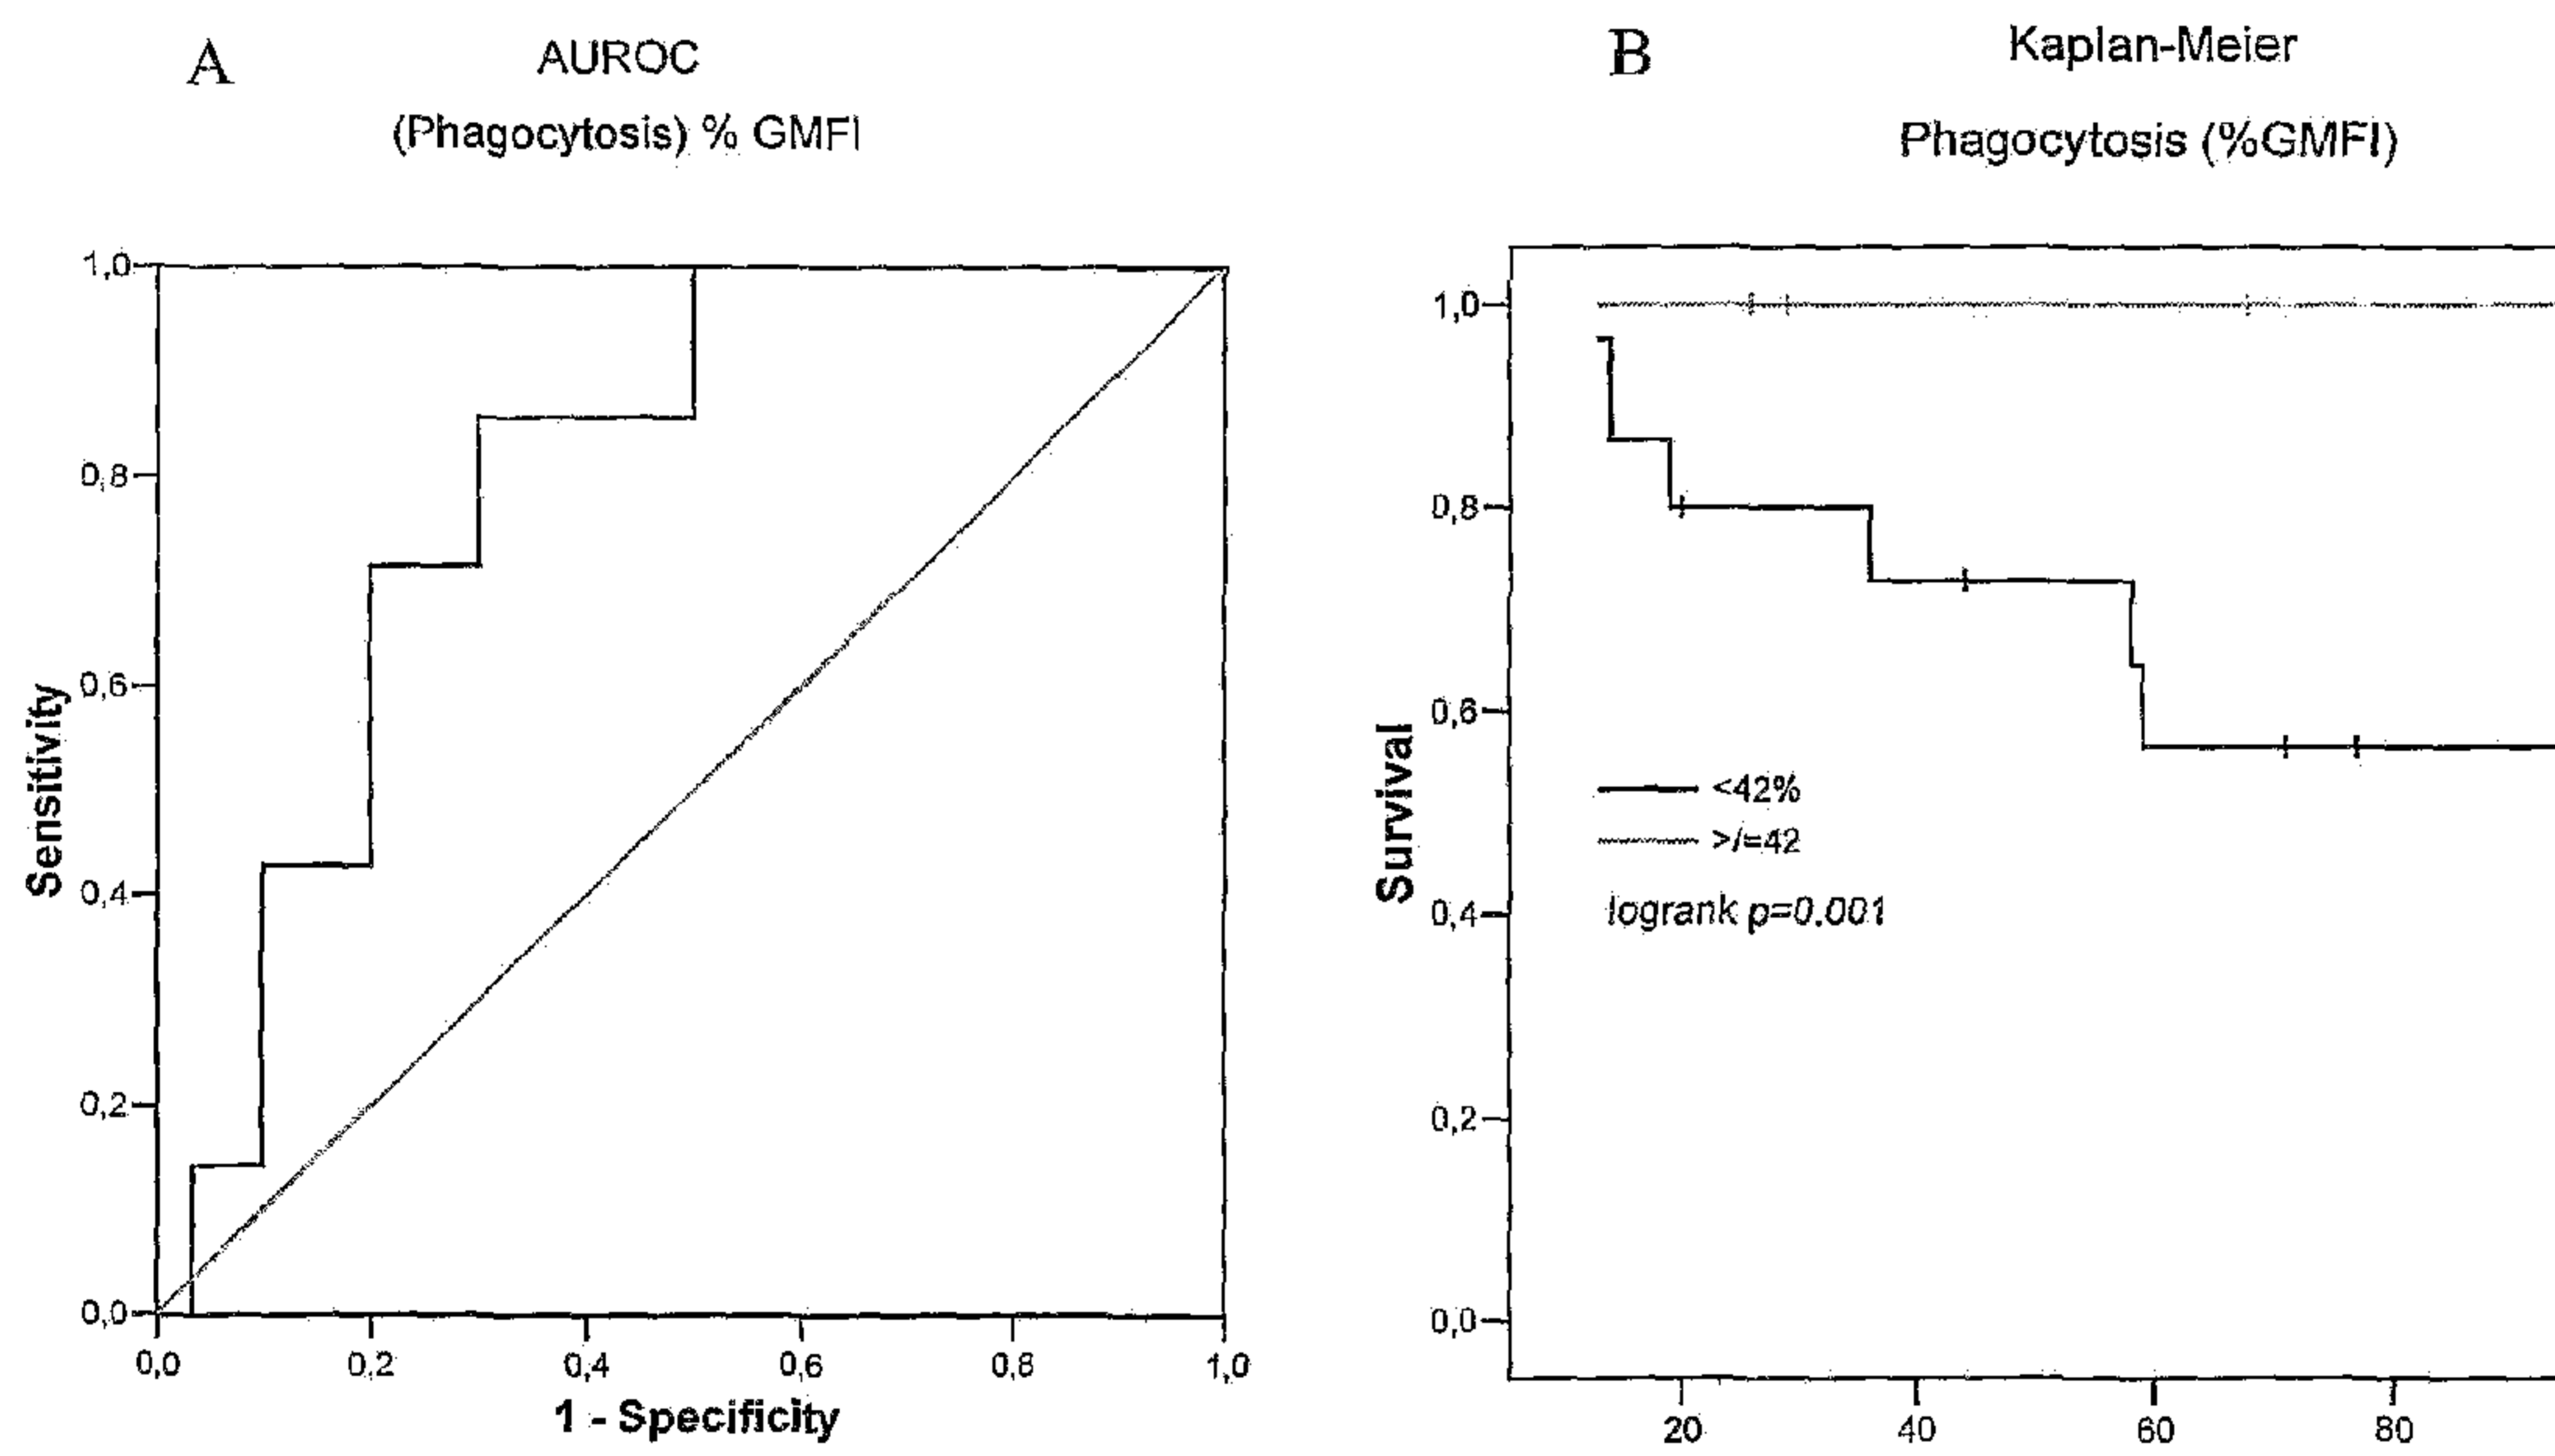 A
AUROC
(Phagocytosis) % GMFI
1,0
0,8
0,6
0,4
0,2
0,0
Sensitivity
0,0 0,2 0,4 0,6 0,8 1,0
1 - Specificity
B
Kaplan-Meier
Phagocytosis (%GMFI)
1,0
0,8
0,6
0,4
0,2
0,0
Survival
<42%
>/=42
logrank p=0.001
20 40 60 80